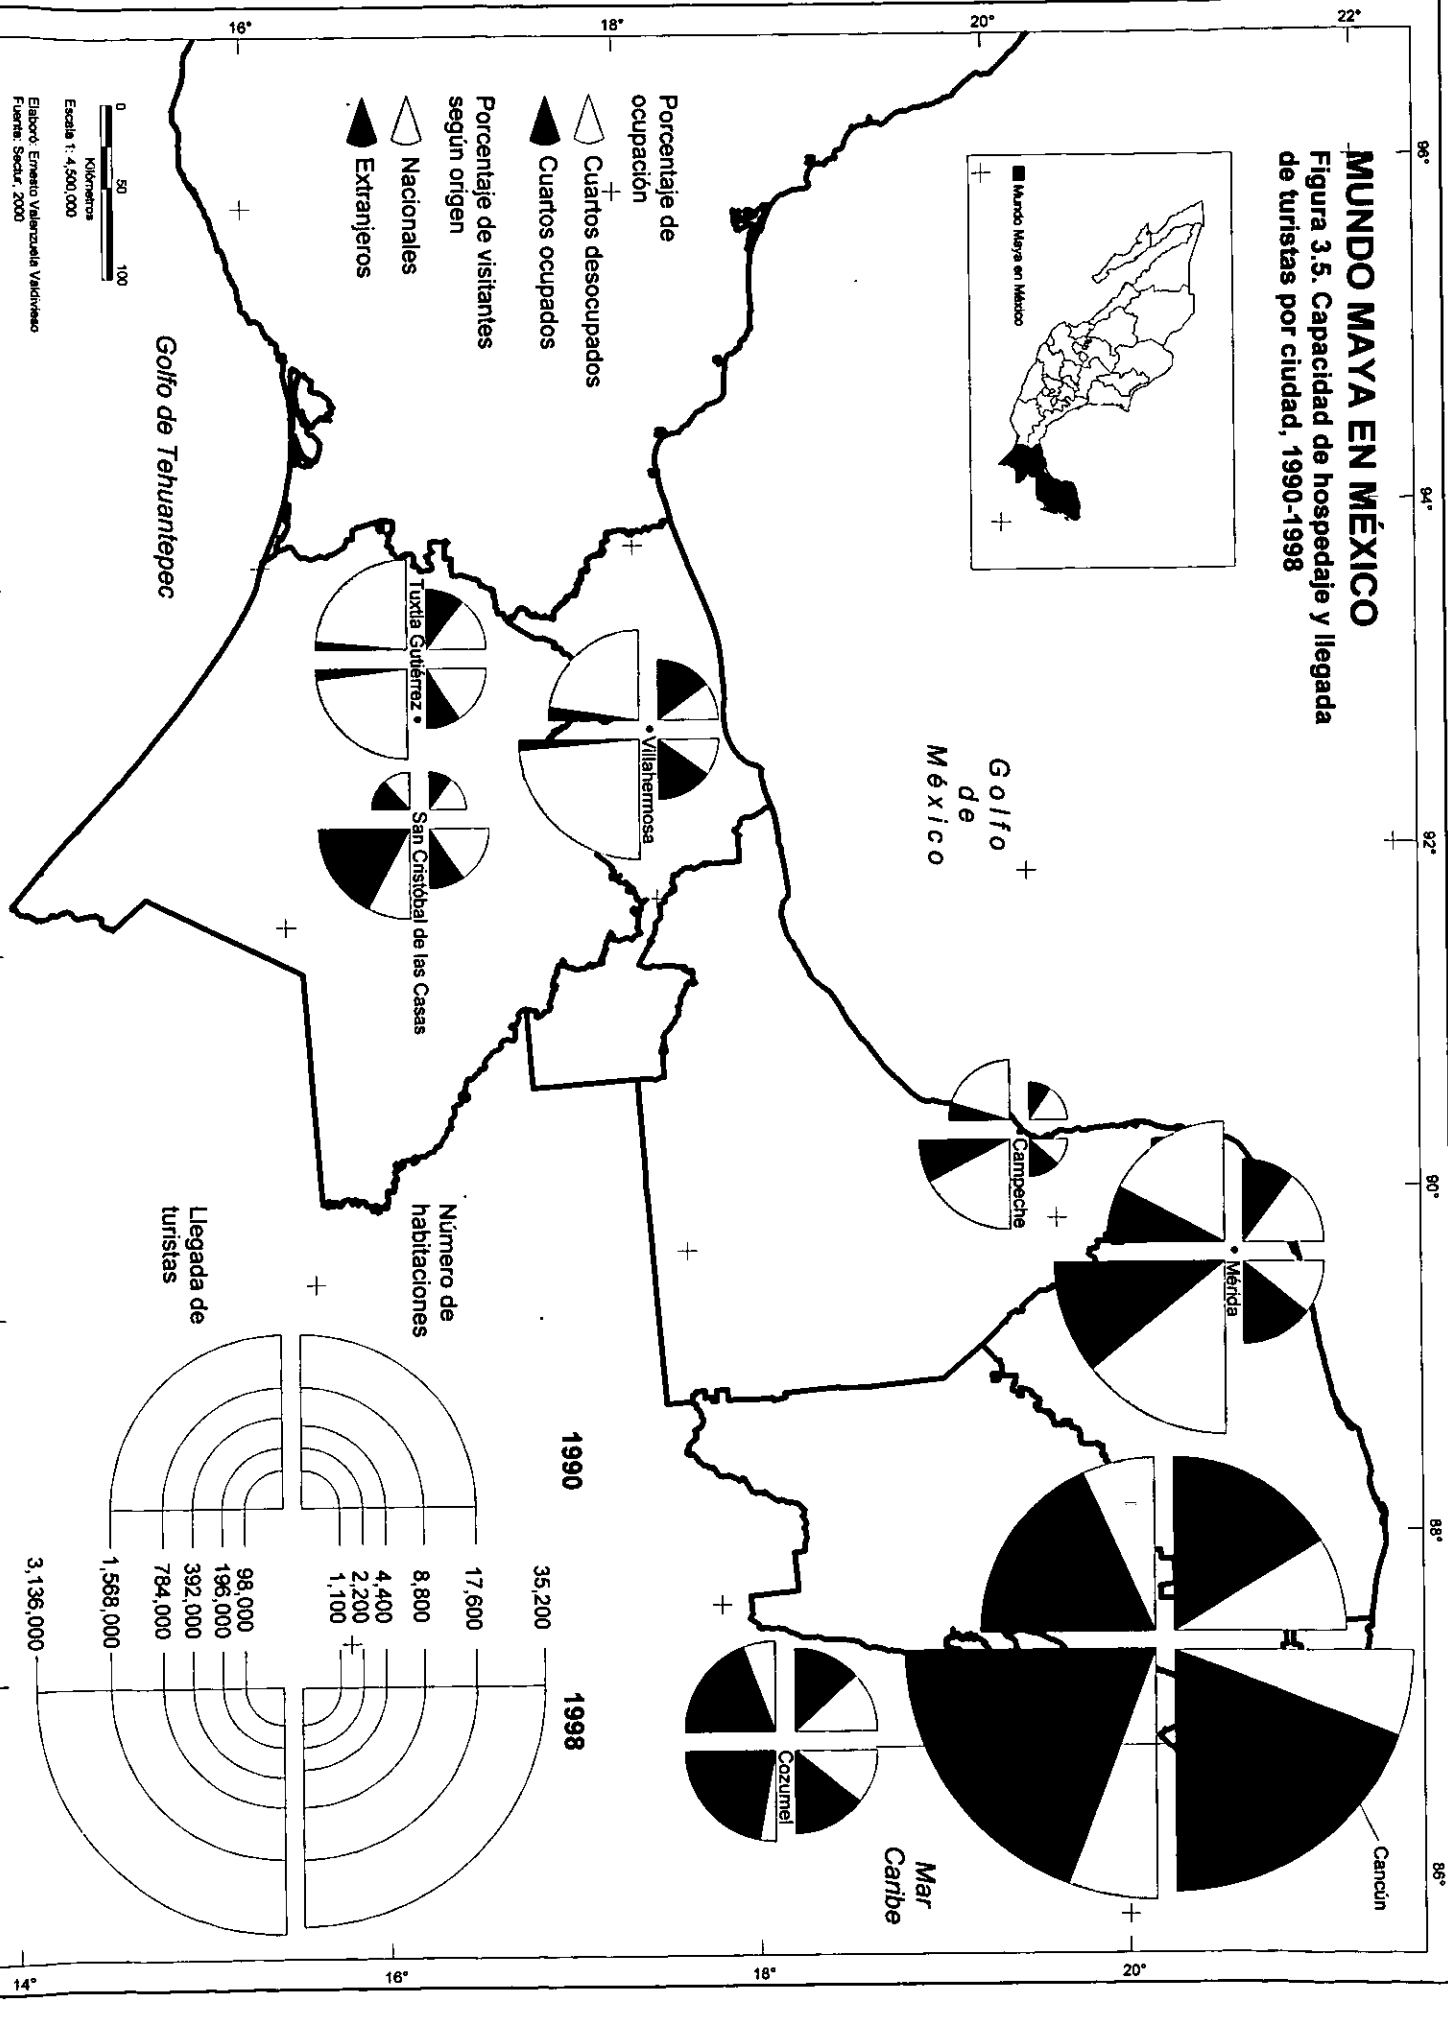 MUNDO MAYA EN MÉXICO
Figura 3.5. Capacidad de hospedaje y llegada
de turistas por ciudad, 1990-1998
96°
94°
92°
90°
88°
86°
22°
20°
18°
16°
20°
18°
16°
14°
Mundo Maya en México
Golfo
de
México
Porcentaje de
ocupación
Cuartos desocupados
Cuartos ocupados
Porcentaje de visitantes
según origen
Nacionales
Extranjeros
0
50
100
Kilómetros
Escala 1: 4,500,000
Elaboró: Ernesto Valenzuela Valdivieso
Fuente: Sectur, 2000
Golfo de Tehuantepec
Cancún
Mérida
Campeche
Cozumel
Villahermosa
Tuxtla Gutiérrez
San Cristóbal de las Casas
Mar
Caribe
1990
1998
Número de
habitaciones
35,200
17,600
8,800
4,400
2,200
1,100
Llegada de
turistas
98,000
196,000
392,000
784,000
1,568,000
3,136,000